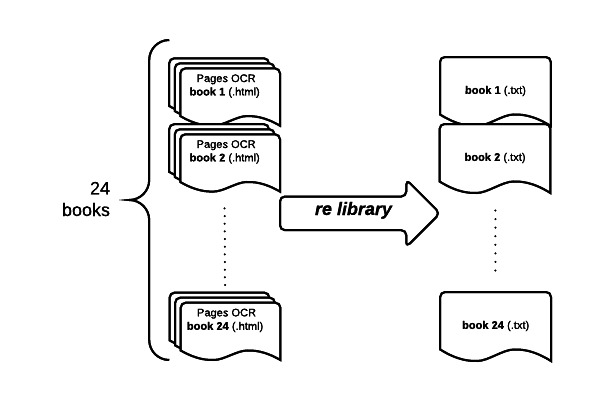 Pages OCR
book 1 (.html)
book 1 (.txt)
Pages OCR
book 2 (.html)
book 2 (.txt)
24
books
re library
Pages OCR
book 24 (.html)
book 24 (.txt)